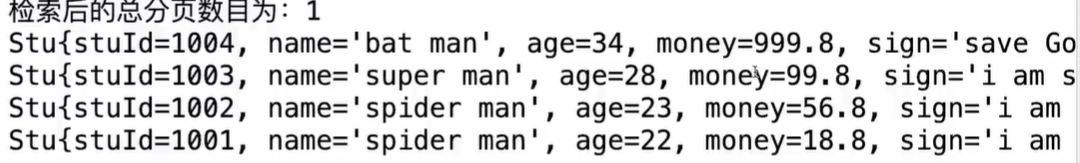 检索后的总分页数目为：1
Stu{stuId=1004, name='bat man', age=34, money=999.8, sign='save Go
Stu{stuId=1003, name='super man', age=28, money=99.8, sign='i am s
Stu{stuId=1002, name='spider man', age=23, money=56.8, sign='i am
Stu{stuId=1001, name='spider man', age=22, money=18.8, sign='i am